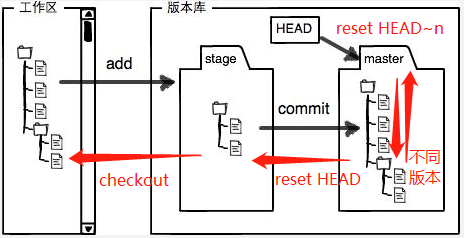 工作区
版本库
HEAD
reset HEAD~n
add
stage
master
commit
checkout
reset HEAD
不同
版本